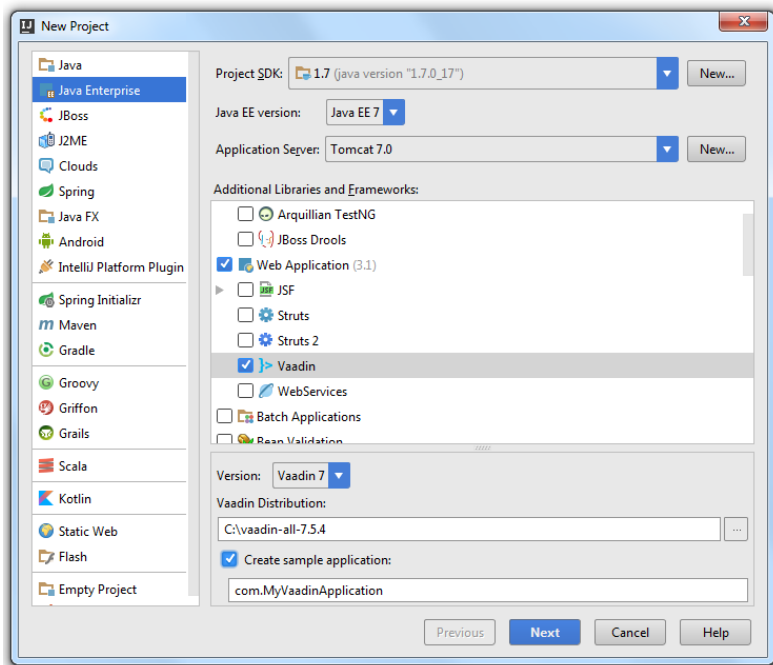 New Project
Java
Java Enterprise
JBoss
J2ME
Clouds
Spring
Java FX
Android
IntelliJ Platform Plugin
Spring Initializr
Maven
Gradle
Groovy
Griffon
Grails
Scala
Kotlin
Static Web
Flash
Empty Project
Project SDK: 1.7 (java version "1.7.0_17") New...
Java EE version: Java EE 7
Application Server: Tomcat 7.0 New...
Additional Libraries and Frameworks:
Arquillian TestNG
JBoss Drools
Web Application (3.1)
JSF
Struts
Struts 2
Vaadin
WebServices
Batch Applications
Bean Validation
Version: Vaadin 7
Vaadin Distribution:
C:\vaadin-all-7.5.4 ...
Create sample application:
com.MyVaadinApplication
Previous Next Cancel Help